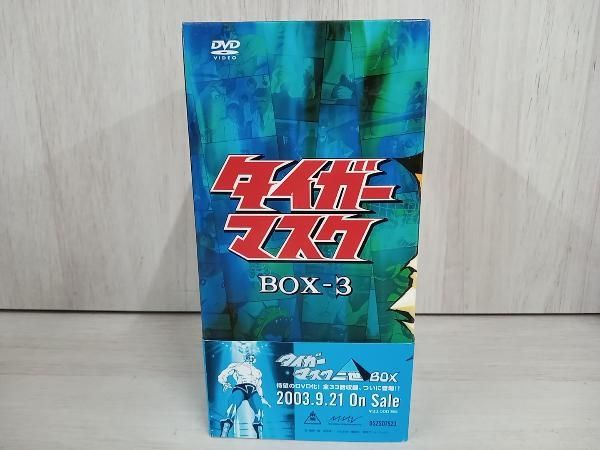 DVD
VIDEO
タイガー
マスク
BOX-3
タイガー
マスク二世 BOX
待望のDVD化! 全33話収録、ついに登場!!
2003.9.21 On Sale